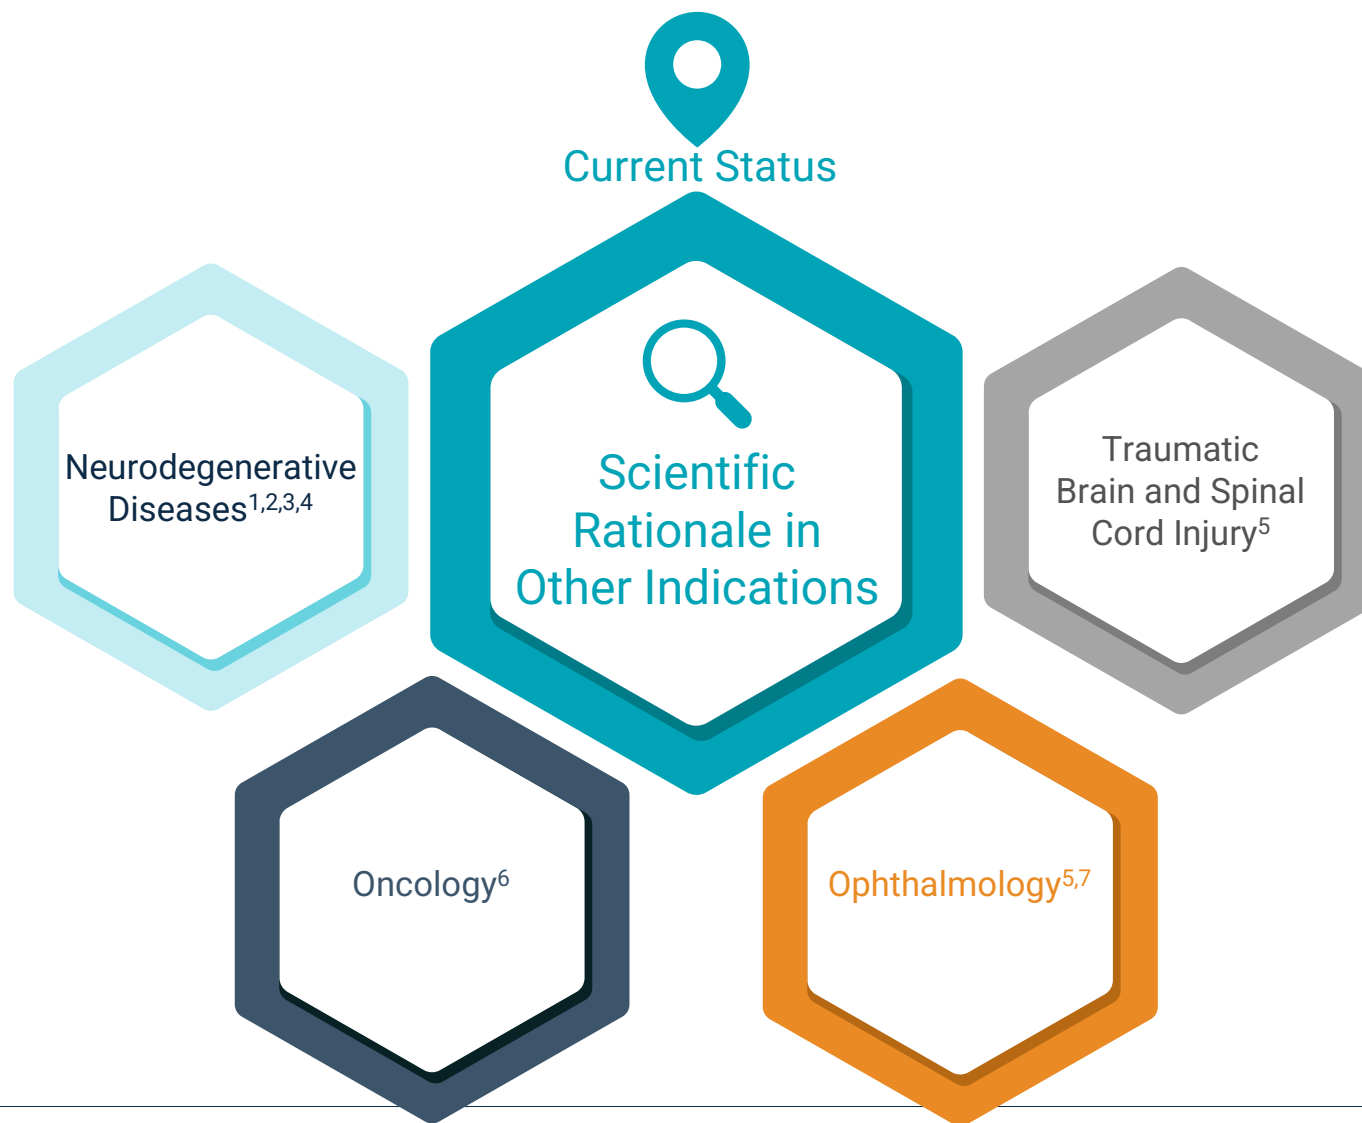 Current Status
Scientific
Rationale in
Other Indications
Neurodegenerative
Diseases1,2,3,4
Traumatic
Brain and Spinal
Cord Injury5
Oncology6
Ophthalmology5,7